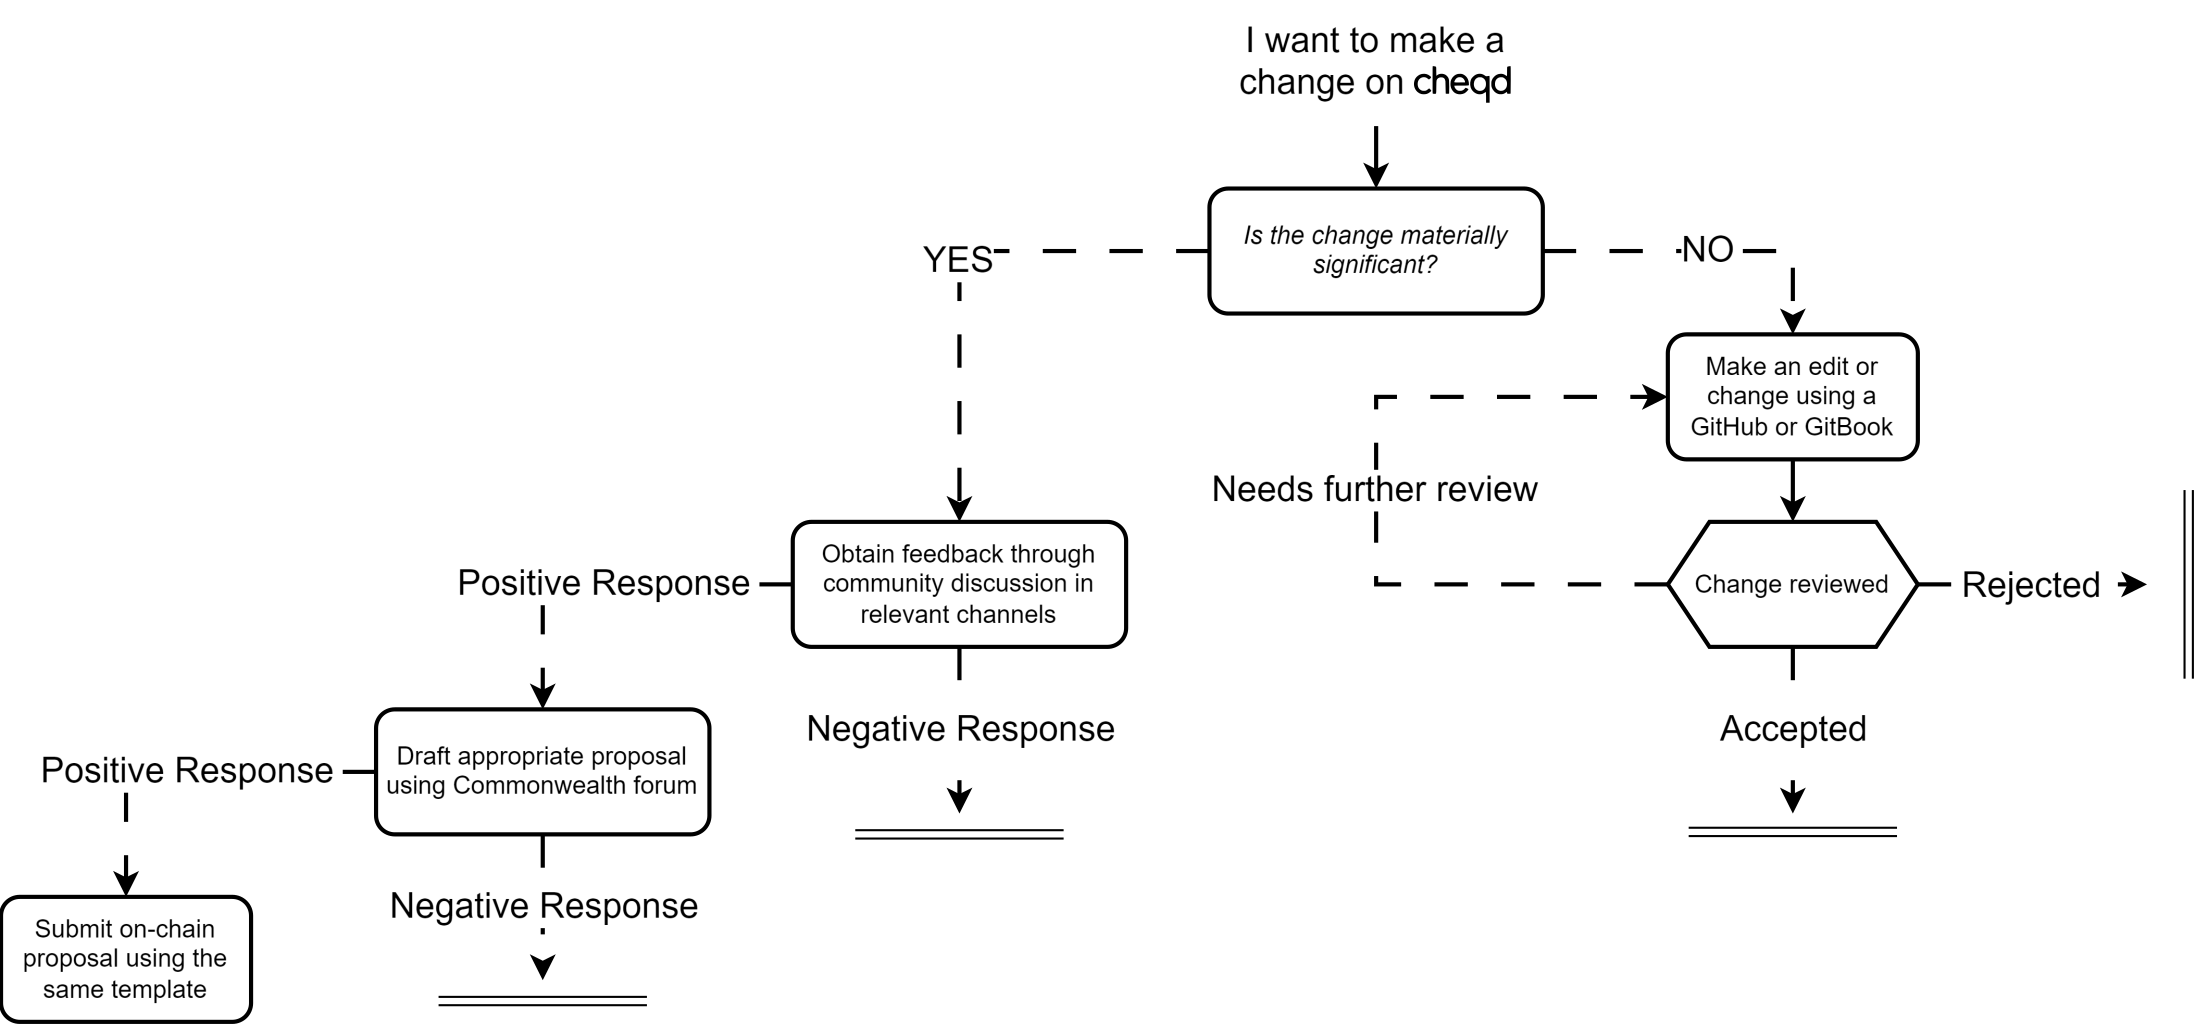 I want to make a
change on cheqd
Is the change materially
significant?
YES
NO
Make an edit or
change using a
GitHub or GitBook
Needs further review
Obtain feedback through
community discussion in
relevant channels
Positive Response
Change reviewed
Rejected
Negative Response
Accepted
Draft appropriate proposal
using Commonwealth forum
Positive Response
Negative Response
Submit on-chain
proposal using the
same template